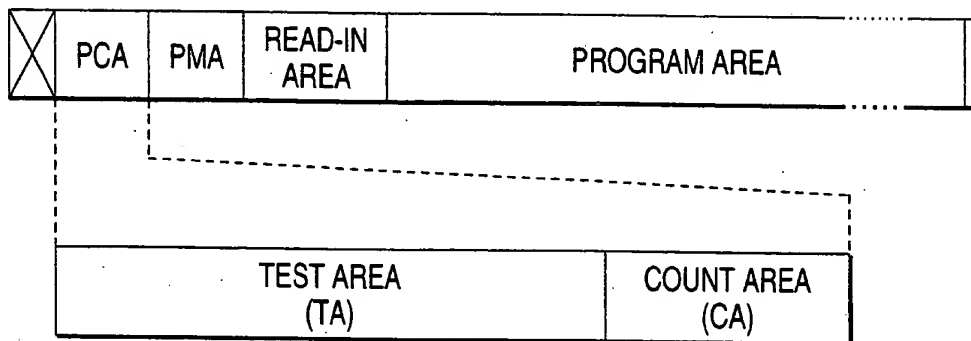 PCA
PMA
READ-IN
AREA
PROGRAM AREA
TEST AREA
(TA)
COUNT AREA
(CA)